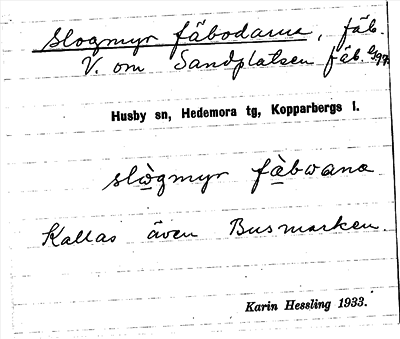 Slogmyr fäbodarna, fäb.
V. om Sandplatsen fäb.
Husby sn, Hedemora tg, Kopparbergs l.
slògmyr fàbwana
Kallas även Busmarken.
Karin Hessling 1933.